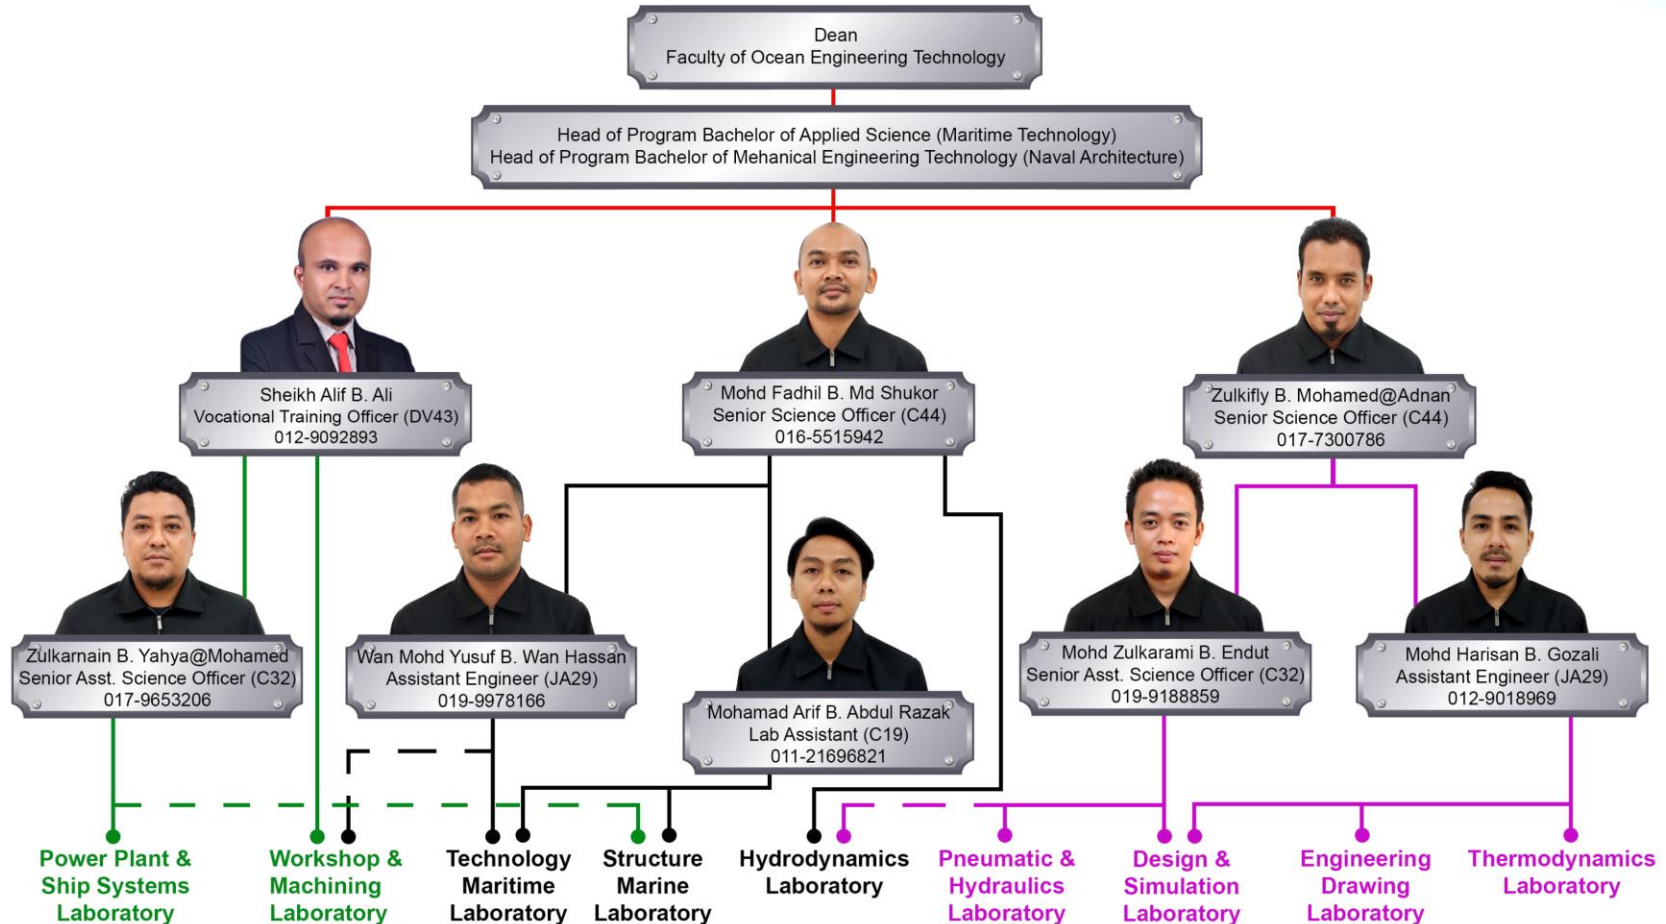 Dean
Faculty of Ocean Engineering Technology
Head of Program Bachelor of Applied Science (Maritime Technology)
Head of Program Bachelor of Mehanical Engineering Technology (Naval Architecture)
Sheikh Alif B. Ali
Vocational Training Officer (DV43)
012-9092893
Mohd Fadhil B. Md Shukor
Senior Science Officer (C44)
016-5515942
Zulkifly B. Mohamed@Adnan
Senior Science Officer (C44)
017-7300786
Zulkarnain B. Yahya@Mohamed
Senior Asst. Science Officer (C32)
017-9653206
Wan Mohd Yusuf B. Wan Hassan
Assistant Engineer (JA29)
019-9978166
Mohamad Arif B. Abdul Razak
Lab Assistant (C19)
011-21696821
Mohd Zulkarami B. Endut
Senior Asst. Science Officer (C32)
019-9188859
Mohd Harisan B. Gozali
Assistant Engineer (JA29)
012-9018969
Power Plant &
Ship Systems
Laboratory
Workshop &
Machining
Laboratory
Technology
Maritime
Laboratory
Structure
Marine
Laboratory
Hydrodynamics
Laboratory
Pneumatic &
Hydraulics
Laboratory
Design &
Simulation
Laboratory
Engineering
Drawing
Laboratory
Thermodynamics
Laboratory